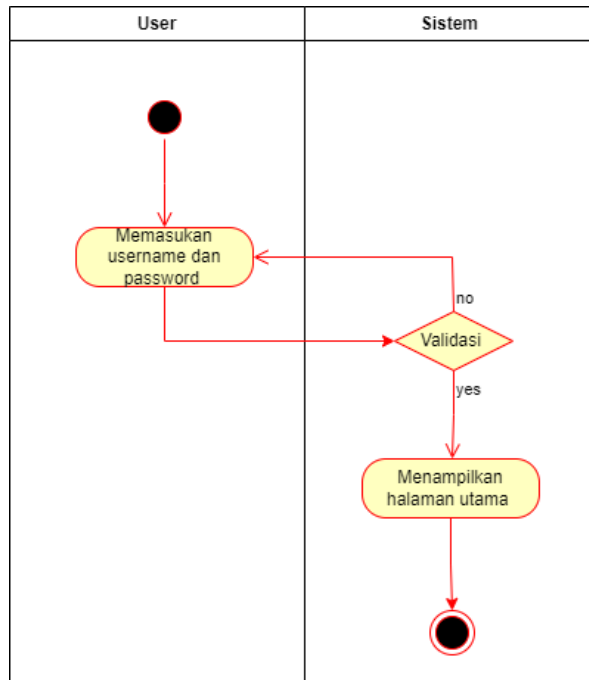 User
Sistem
Memasukan
username dan
password
no
Validasi
yes
Menampilkan
halaman utama